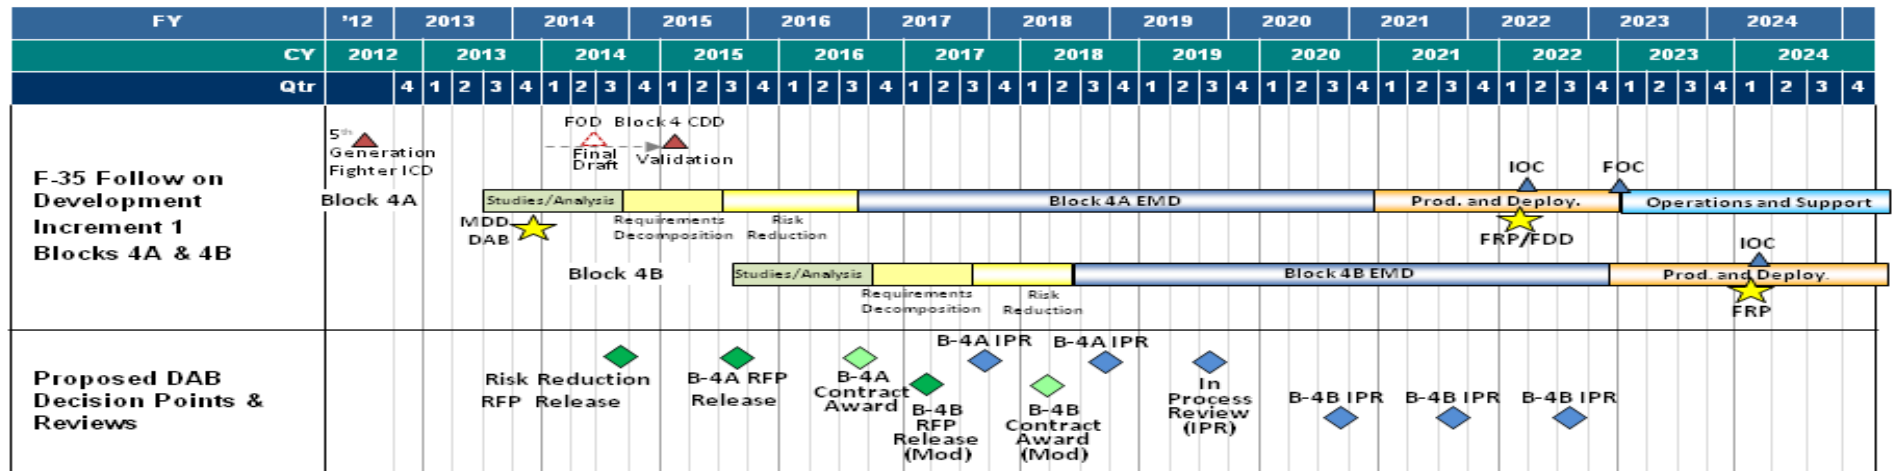 FY '12 2013 2014 2015 2016 2017 2018 2019 2020 2021 2022 2023 2024
CY 2012 2013 2014 2015 2016 2017 2018 2019 2020 2021 2022 2023 2024
Qtr 4 1 2 3 4 1 2 3 4 1 2 3 4 1 2 3 4 1 2 3 4 1 2 3 4 1 2 3 4 1 2 3 4 1 2 3 4 1 2 3 4 1 2 3 4 1 2 3 4
F-35 Follow on
Development
Increment 1
Blocks 4A & 4B
5th
Generation
Fighter ICD
FOD Block 4 CDD
Final
Draft
Validation
IOC
FOC
Block 4A
Studies/Analysis
Block 4A EMD
Prod. and Deploy.
Operations and Support
MDD
DAB
Requirements
Decomposition
Risk
Reduction
FRP/FDD
IOC
Block 4B
Studies/Analysis
Block 4B EMD
Prod. and Deploy.
Requirements
Decomposition
Risk
Reduction
FRP
Proposed DAB
Decision Points &
Reviews
Risk Reduction
RFP Release
B-4A RFP
Release
B-4A
Contract
Award
B-4B
RFP
Release
(Mod)
B-4A IPR
B-4B
Contract
Award
(Mod)
B-4A IPR
In
Process
Review
(IPR)
B-4B IPR
B-4B IPR
B-4B IPR